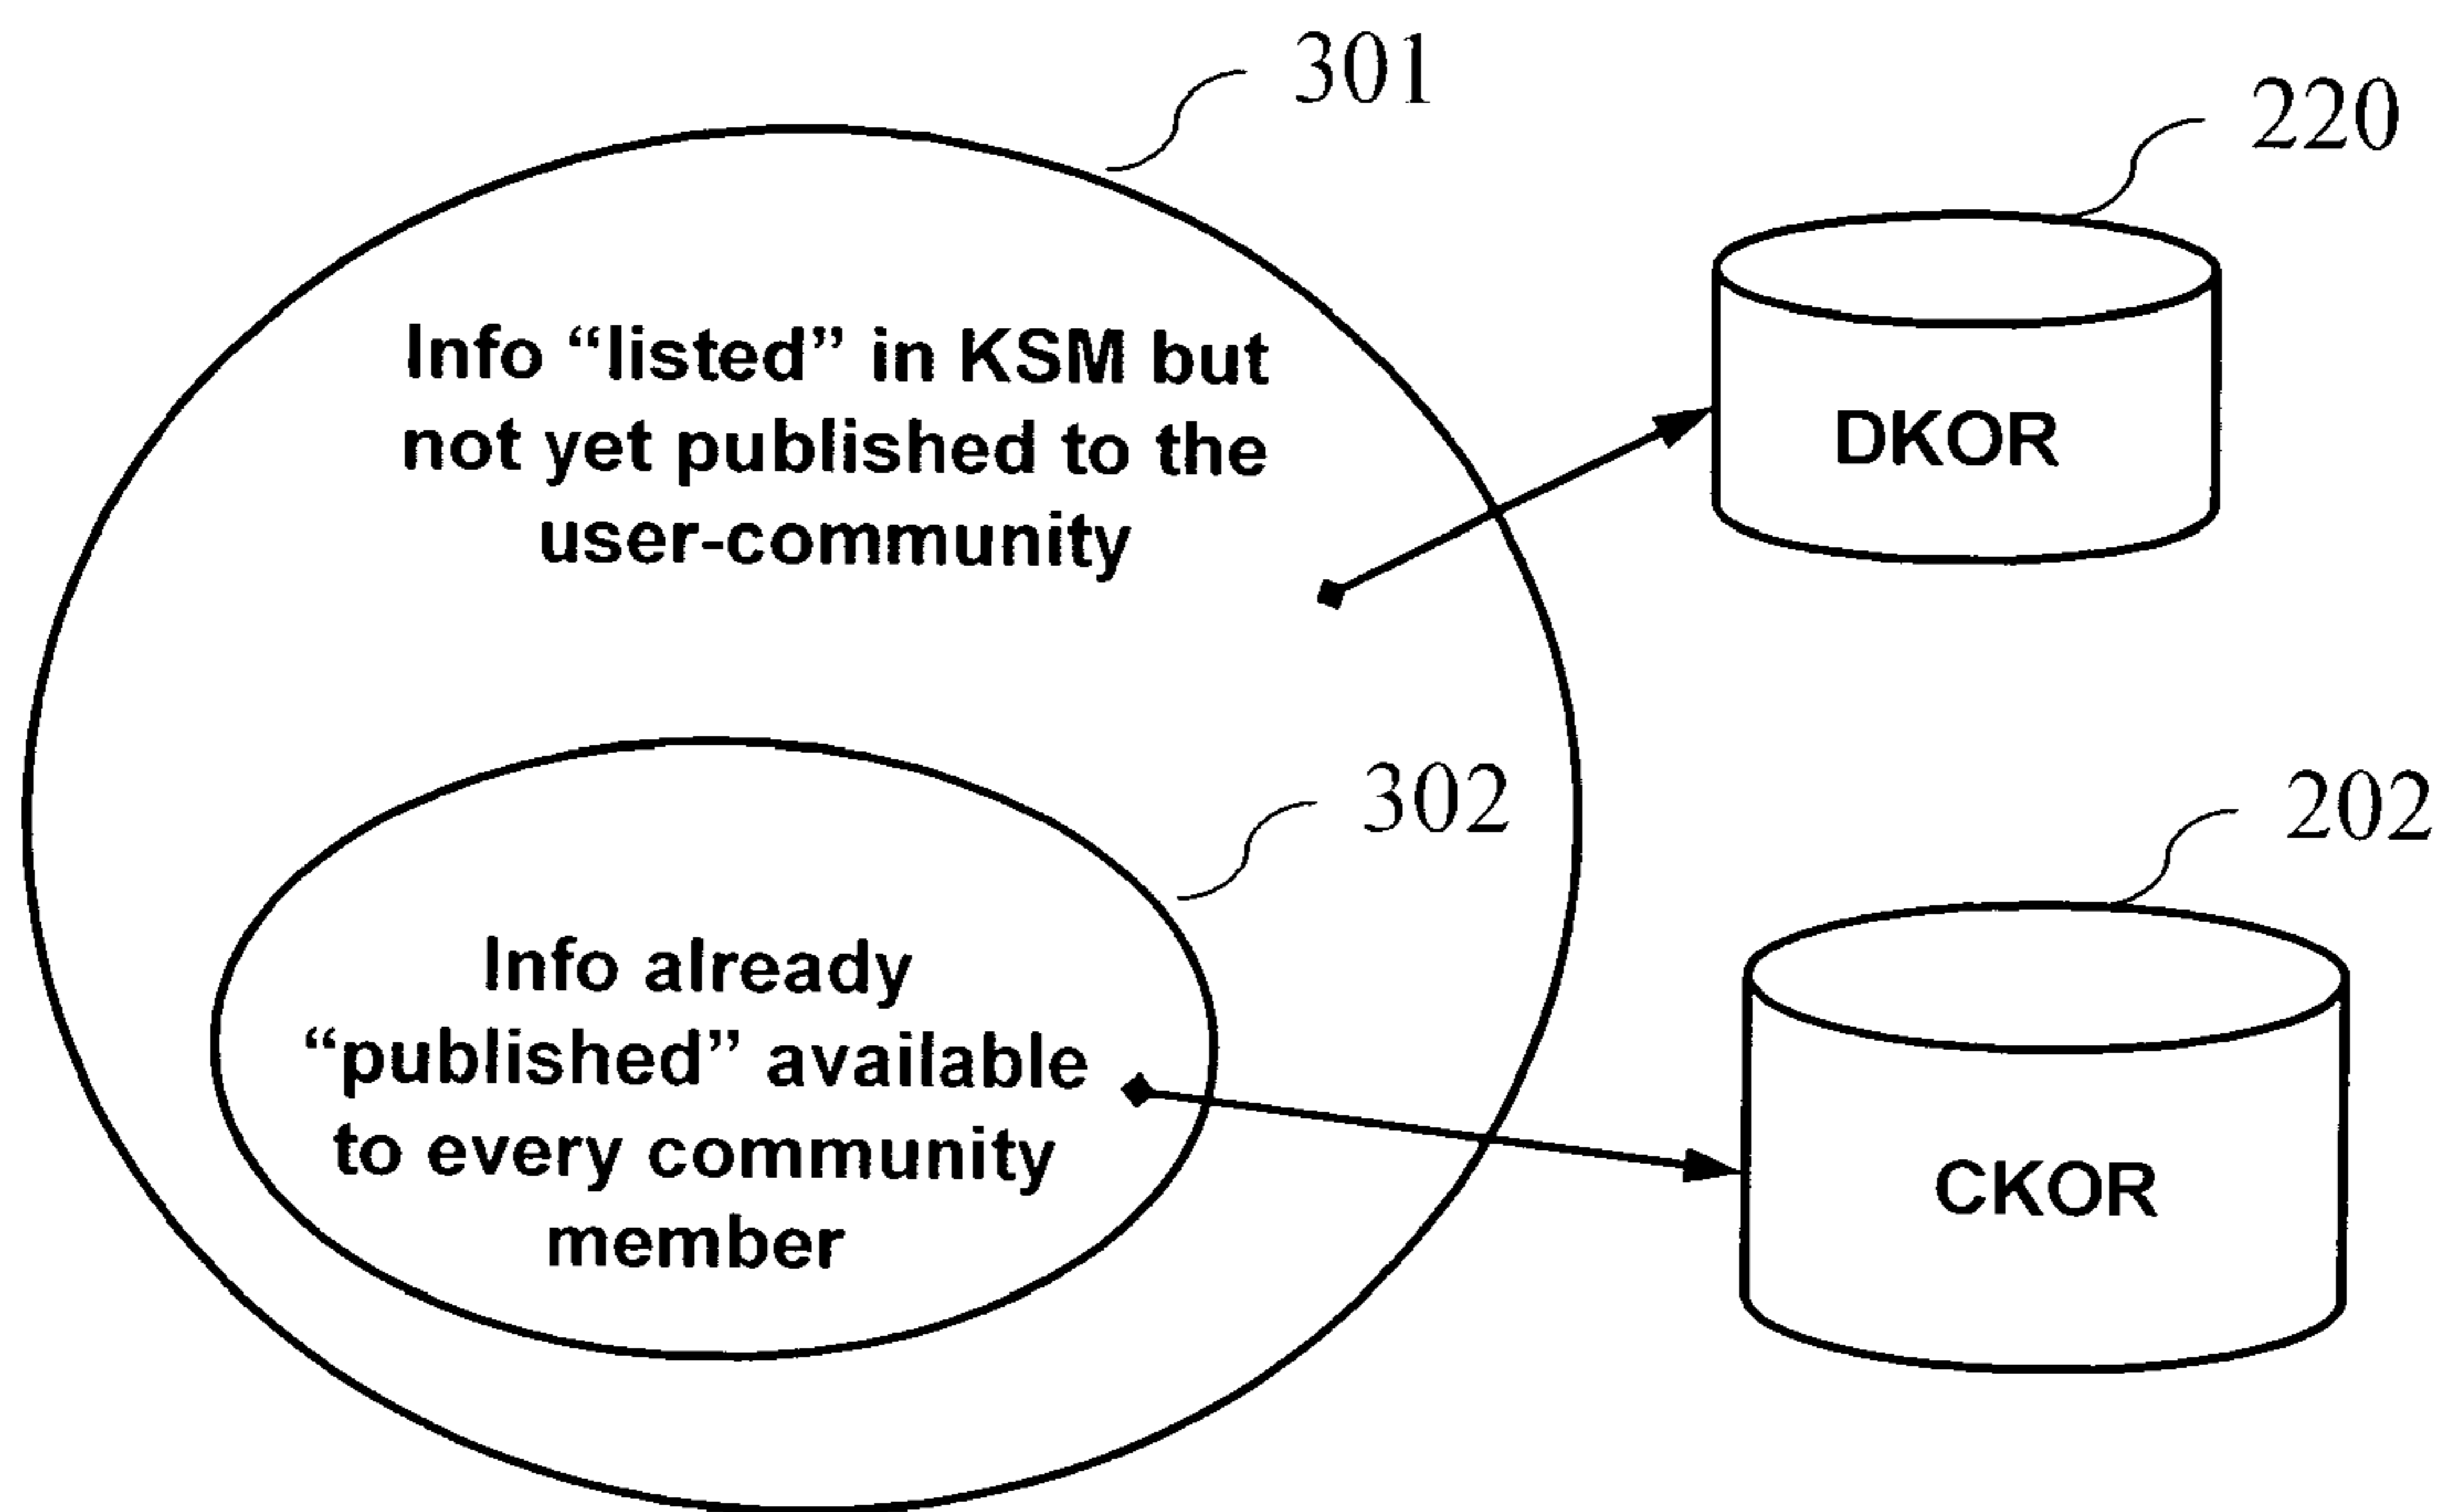 301
220
Info “listed” in KSM but
not yet published to the
user-community
DKOR
302
202
Info already
“published” available
to every community
member
CKOR